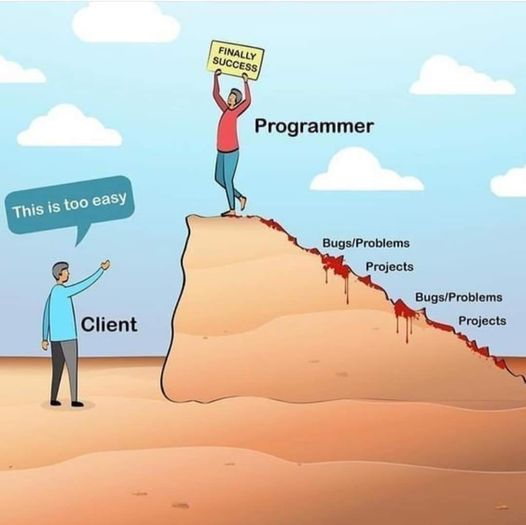 FINALLY
SUCCESS
Programmer
This is too easy
Bugs/Problems
Projects
Bugs/Problems
Projects
Client